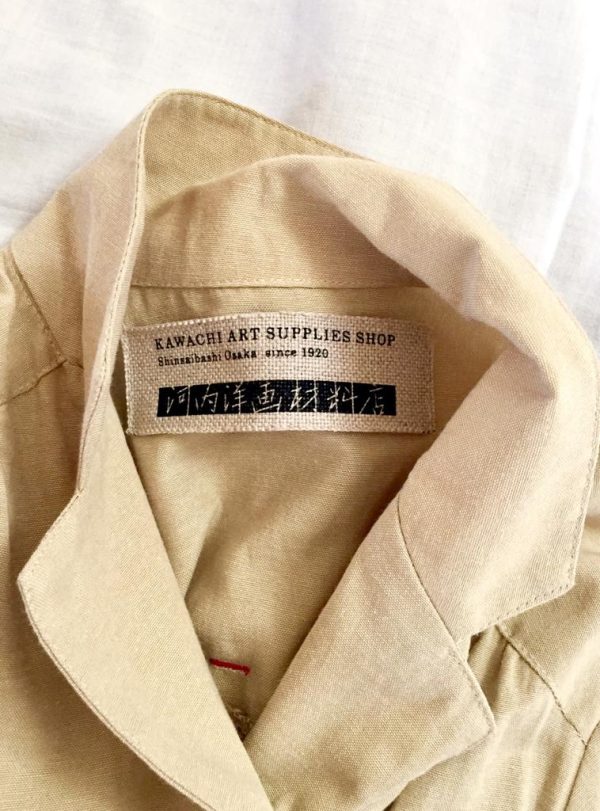 KAWACHI ART SUPPLIES SHOP
Shinsaibashi Osaka since 1920
河内洋画材料店